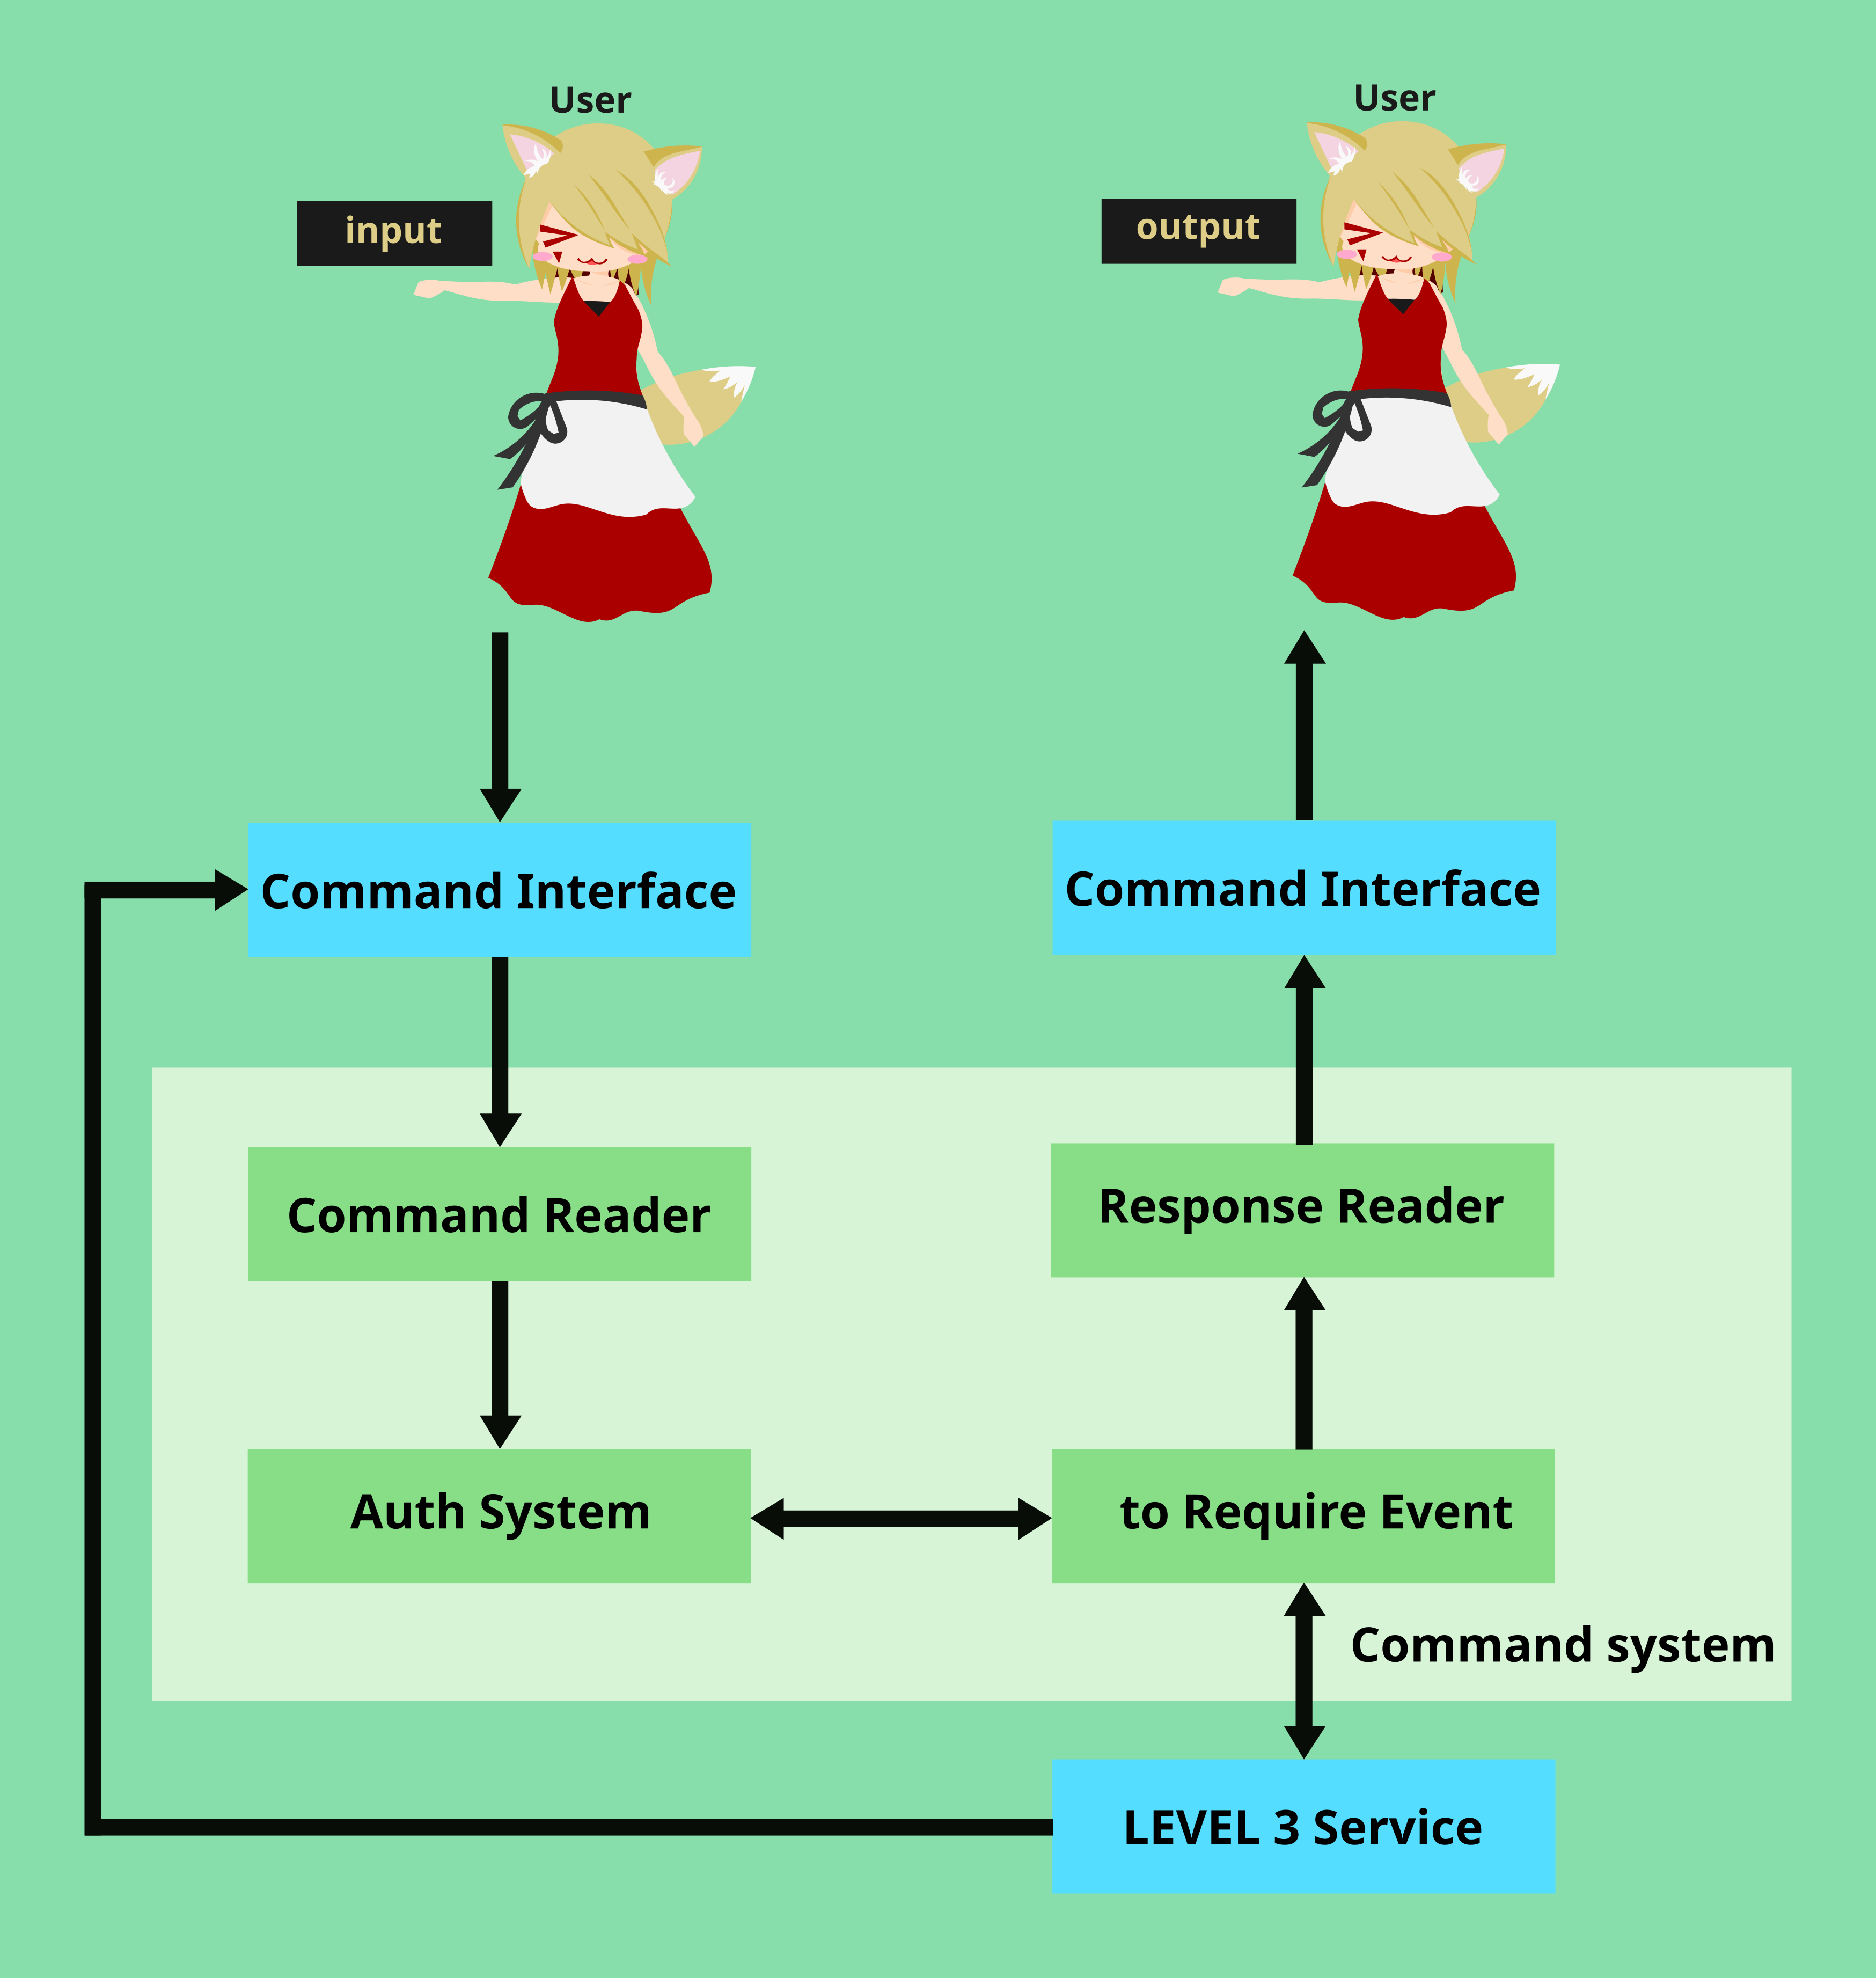 User
User
input
output
Command Interface
Command Interface
Command Reader
Response Reader
Auth System
to Require Event
Command system
LEVEL 3 Service